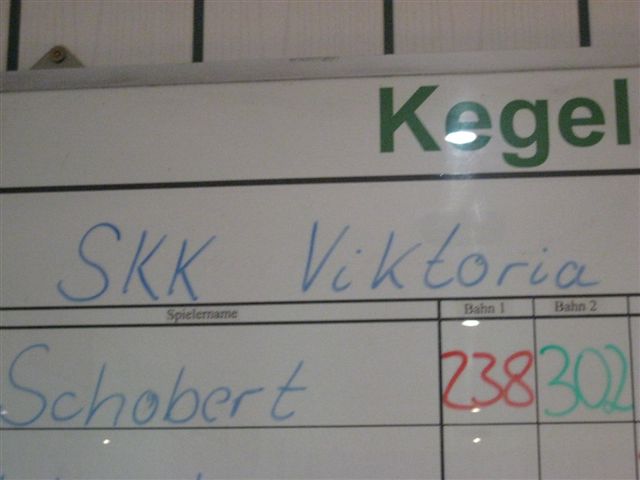 Kegel
SKK Viktoria
Spielername Bahn 1 Bahn 2
Schobert 238 302